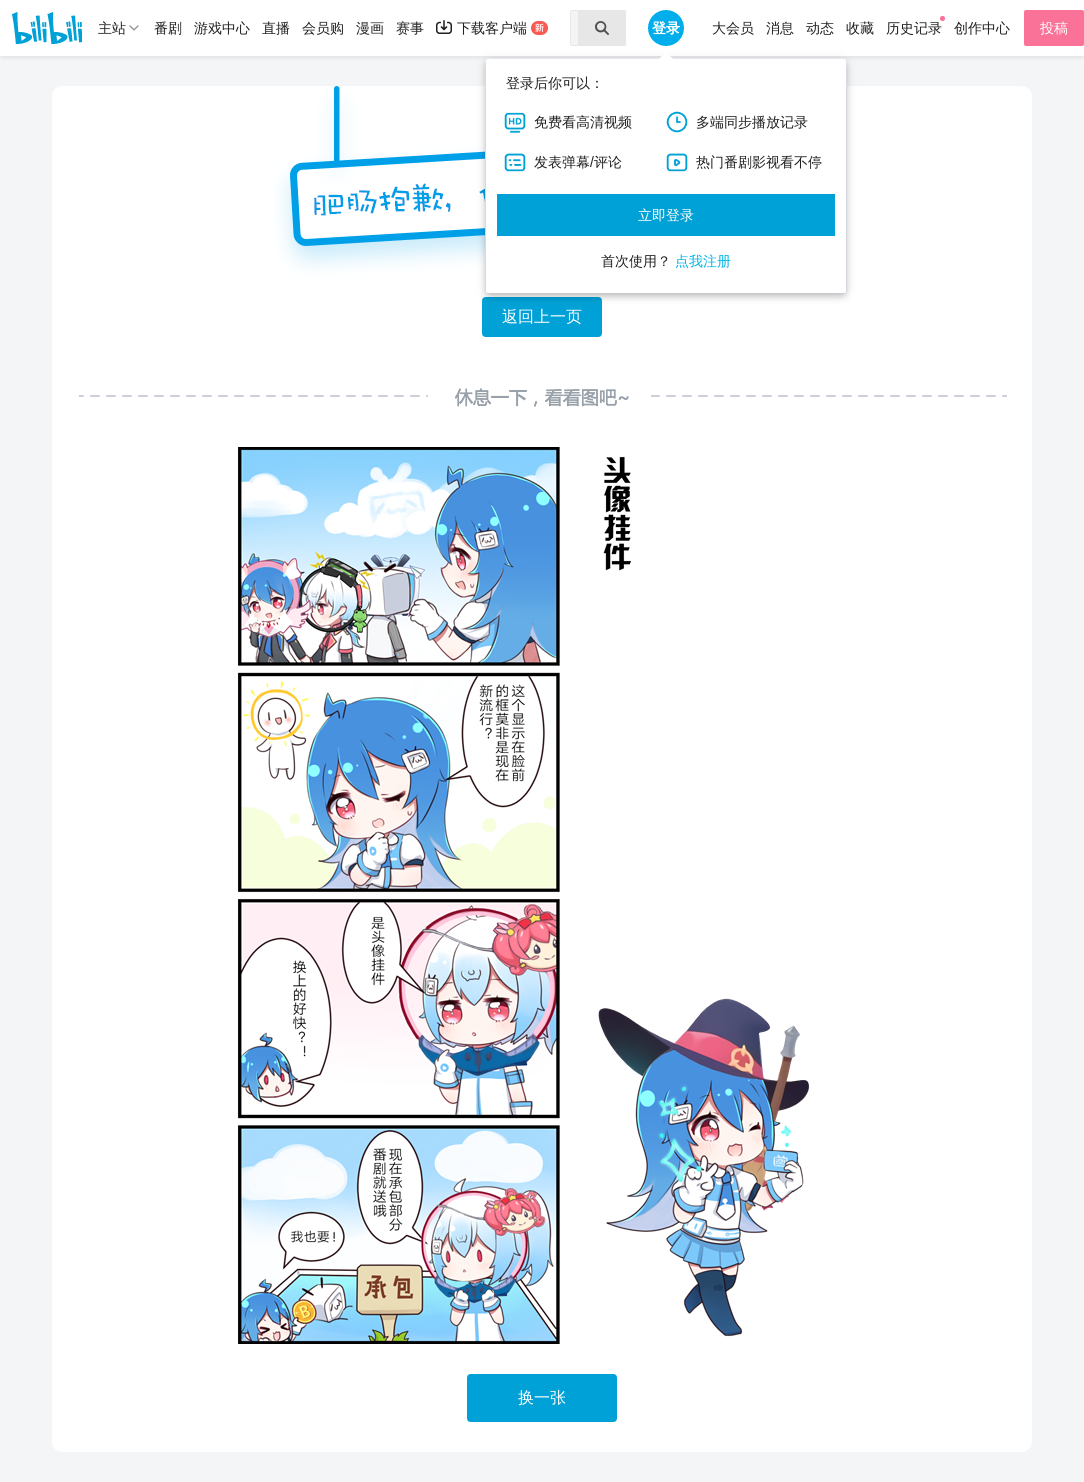 bilibili 主站 番剧 游戏中心 直播 会员购 漫画 赛事 下载客户端 新 登录 大会员 消息 动态 收藏 历史记录 创作中心 投稿
登录后你可以：
HD 免费看高清视频 多端同步播放记录
发表弹幕/评论 热门番剧影视看不停
立即登录
首次使用？ 点我注册
肥肠抱歉，
返回上一页
休息一下，看看图吧~
头像挂件
这个显示在脸前
的框莫非是现在
新流行？
是头像挂件
换上的好快？！
现在承包部分
番剧就送哦
我也要！
承包
B
换一张